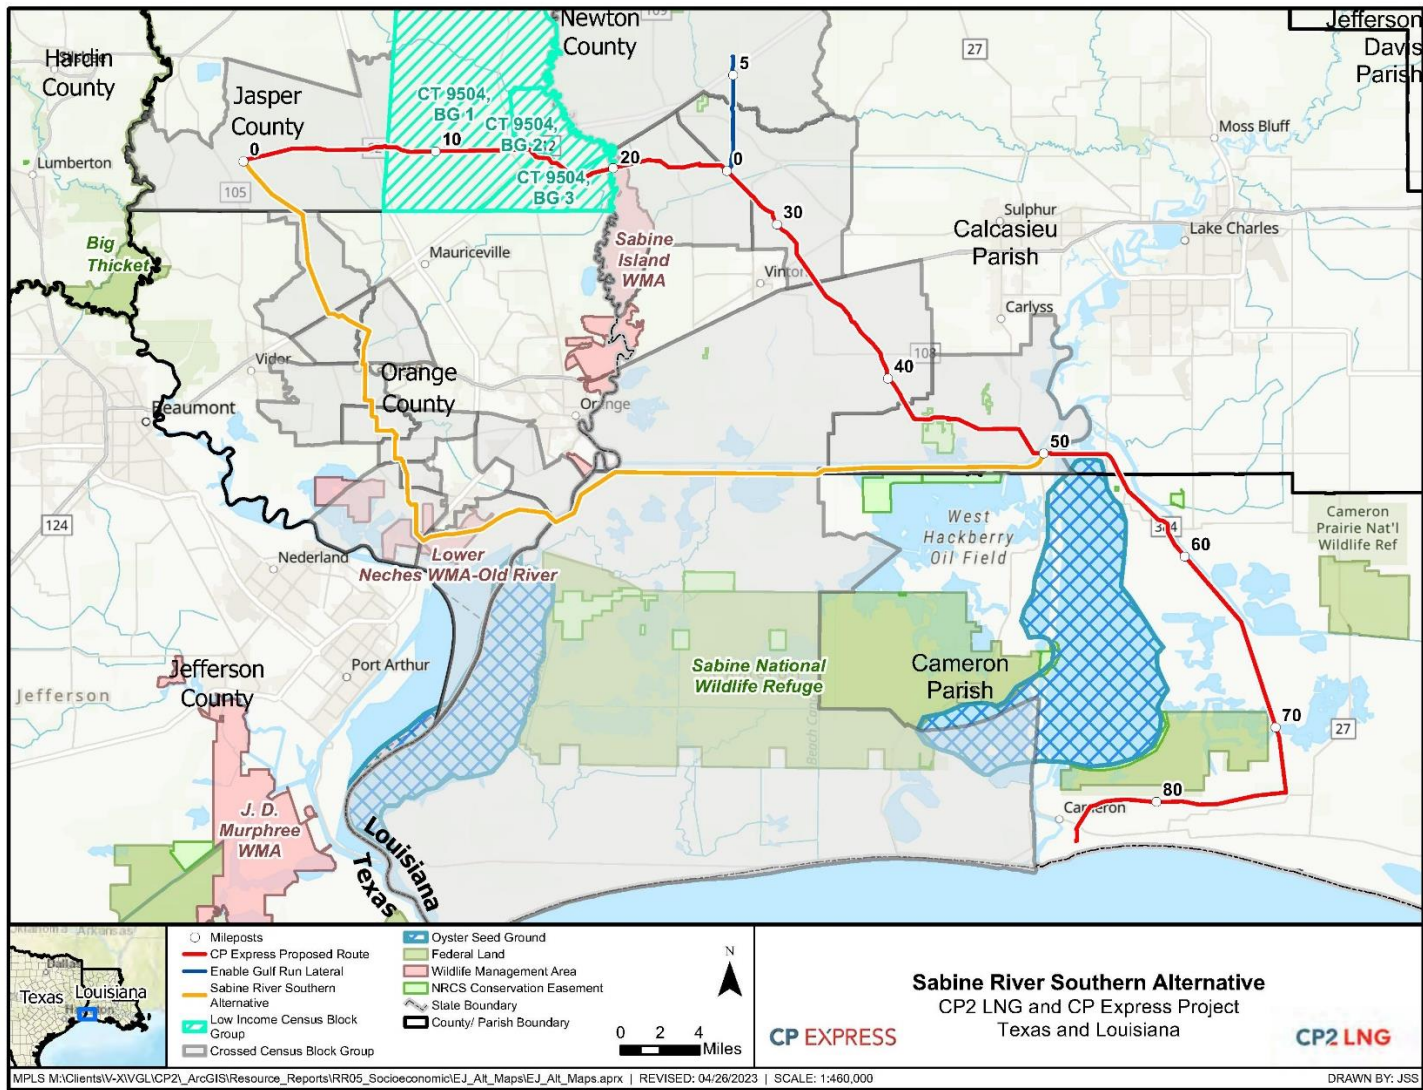 Newton
County
109
Jefferson
Davis
Parish
Hardin
County
27
5
Jasper
County
CT 9504,
BG 1
10
CT 9504,
BG 2
Moss Bluff
0
20
0
Lumberton
CT 9504,
BG 3
105
30
Sulphur
Calcasieu
Parish
Lake Charles
Big
Thicket
Mauriceville
Sabine
Island
WMA
Vinton
Carlyss
Vidor
Orange
County
108
40
Beaumont
Orange
50
124
West
Hackberry
Oil Field
Cameron
Prairie Nat'l
Wildlife Ref
384
60
Nederland
Lower
Neches WMA-Old River
Jefferson
County
Port Arthur
Sabine National
Wildlife Refuge
Cameron
Parish
Jefferson
Beach Canal
70
27
80
Cameron
J. D.
Murphree
WMA
Louisiana
Texas
Oklahoma
Arkansas
Dallas
Texas
Louisiana
Mileposts
CP Express Proposed Route
Enable Gulf Run Lateral
Sabine River Southern
Alternative
Low Income Census Block
Group
Crossed Census Block Group
Oyster Seed Ground
Federal Land
Wildlife Management Area
NRCS Conservation Easement
State Boundary
County/ Parish Boundary
N
0 2 4
Miles
CP EXPRESS
Sabine River Southern Alternative
CP2 LNG and CP Express Project
Texas and Louisiana
CP2 LNG
MPLS M:\Clients\V-X\VGL\CP2\_ArcGIS\Resource_Reports\RR05_Socioeconomic\EJ_Alt_Maps\EJ_Alt_Maps.aprx | REVISED: 04/26/2023 | SCALE: 1:460,000
DRAWN BY: JSS